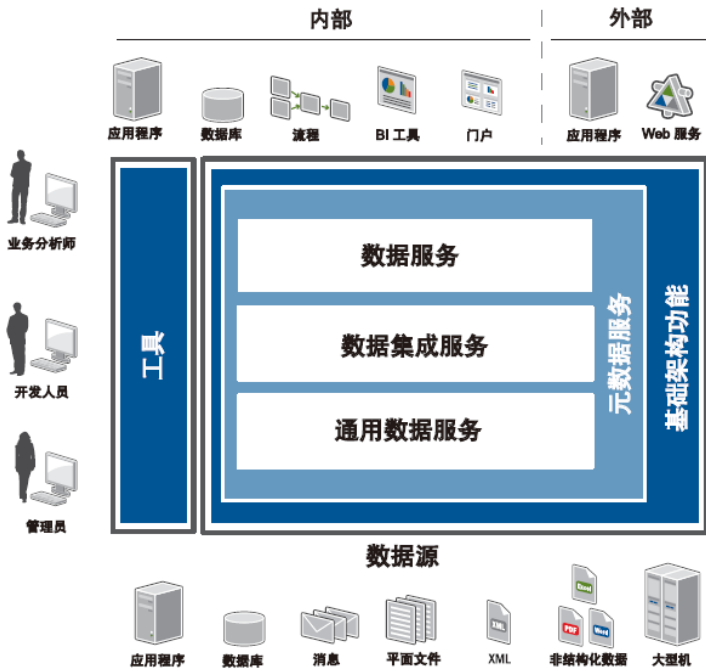 内部
外部
应用程序
数据库
流程
BI 工具
门户
应用程序
Web 服务
业务分析师
开发人员
管理员
工具
数据服务
数据集成服务
通用数据服务
元数据服务
基础架构功能
数据源
Excel
XML
PDF
Word
应用程序
数据库
消息
平面文件
XML
非结构化数据
大型机